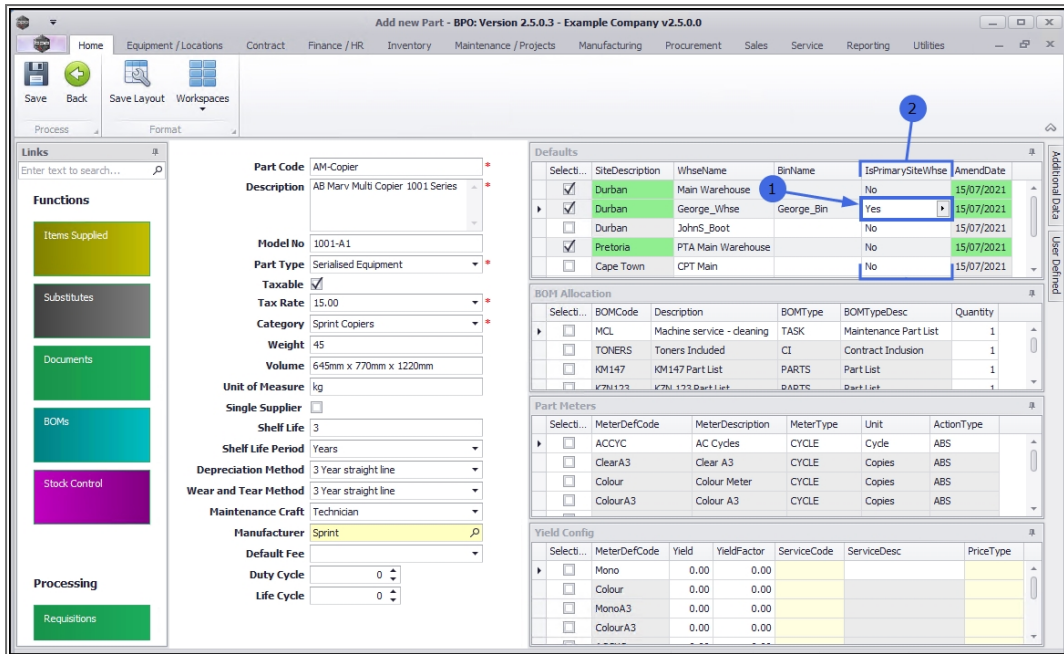 Add new Part - BPO: Version 2.5.0.3 - Example Company v2.5.0.0
Home Equipment / Locations Contract Finance / HR Inventory Maintenance / Projects Manufacturing Procurement Sales Service Reporting Utilities
Save Back Save Layout Workspaces
Process Format
2
1
Links
Enter text to search...
Functions
Items Supplied
Substitutes
Documents
BOMs
Stock Control
Processing
Requisitions
Part Code AM-Copier *
Description AB Marv Multi Copier 1001 Series *
Model No 1001-A1
Part Type Serialised Equipment *
Taxable
Tax Rate 15.00 *
Category Sprint Copiers *
Weight 45
Volume 645mm x 770mm x 1220mm
Unit of Measure kg
Single Supplier
Shelf Life 3
Shelf Life Period Years
Depreciation Method 3 Year straight line
Wear and Tear Method 3 Year straight line
Maintenance Craft Technician
Manufacturer Sprint
Default Fee
Duty Cycle 0
Life Cycle 0
Defaults
Selecti... SiteDescription WhseName BinName IsPrimarySiteWhse AmendDate
Durban Main Warehouse No 15/07/2021
Durban George_Whse George_Bin Yes 15/07/2021
Durban JohnS_Boot No 15/07/2021
Pretoria PTA Main Warehouse No 15/07/2021
Cape Town CPT Main No 15/07/2021
BOM Allocation
Selecti... BOMCode Description BOMType BOMTypeDesc Quantity
MCL Machine service - cleaning TASK Maintenance Part List 1
TONERS Toners Included CI Contract Inclusion 1
KM147 KM147 Part List PARTS Part List 1
KZN123 KZN 123 Part List PARTS Part List 1
Part Meters
Selecti... MeterDefCode MeterDescription MeterType Unit ActionType
ACCYC AC Cycles CYCLE Cycle ABS
ClearA3 Clear A3 CYCLE Copies ABS
Colour Colour Meter CYCLE Copies ABS
ColourA3 Colour A3 CYCLE Copies ABS
Yield Config
Selecti... MeterDefCode Yield YieldFactor ServiceCode ServiceDesc PriceType
Mono 0.00 0.00
Colour 0.00 0.00
MonoA3 0.00 0.00
ColourA3 0.00 0.00
Additional Data
User Defined